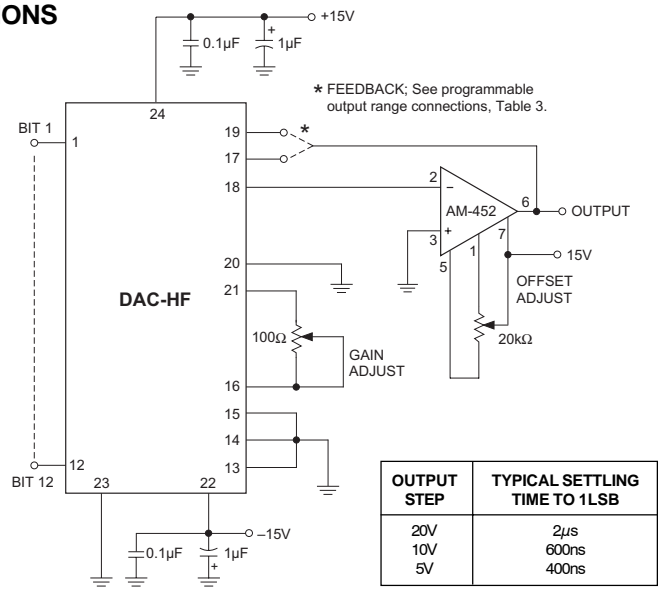 ONS
+15V
0.1µF
+
1µF
* FEEDBACK; See programmable
output range connections, Table 3.
24
BIT 1
1
19
*
17
18
2
−
AM-452
6
OUTPUT
+
3
7
1
5
15V
OFFSET
ADJUST
20kΩ
20
DAC-HF
21
100Ω
GAIN
ADJUST
16
15
14
13
12
BIT 12
23
22
–15V
0.1µF
1µF
+
OUTPUT STEP
TYPICAL SETTLING TIME TO 1LSB
20V 2µs
10V 600ns
5V 400ns